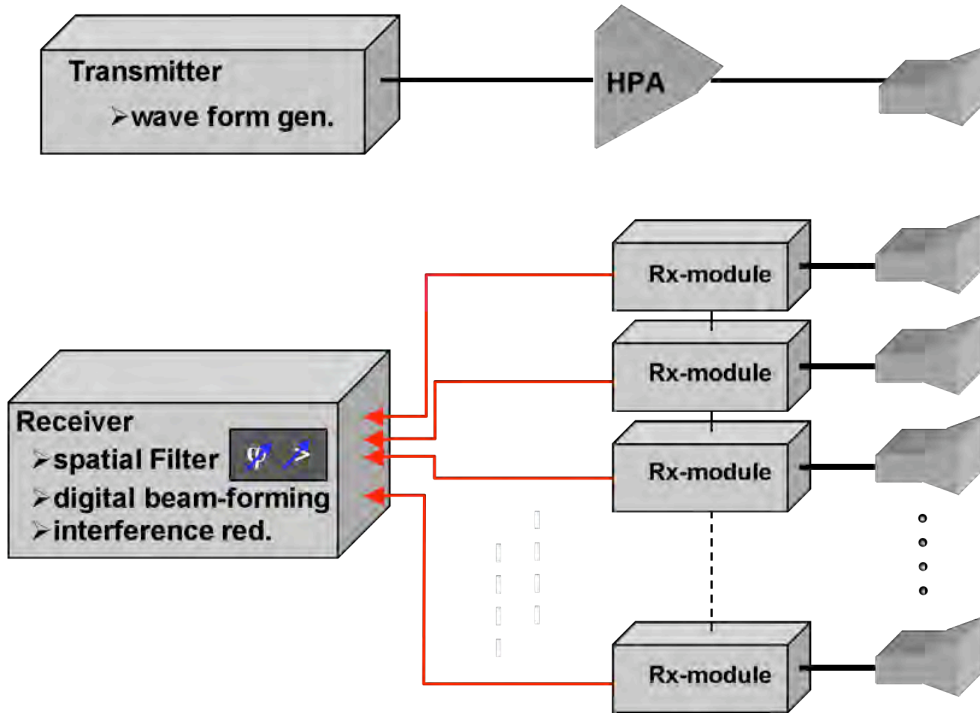 Transmitter
➢wave form gen.
HPA
Rx-module
Rx-module
Receiver
➢spatial Filter
φ >
➢digital beam-forming
➢interference red.
Rx-module
Rx-module